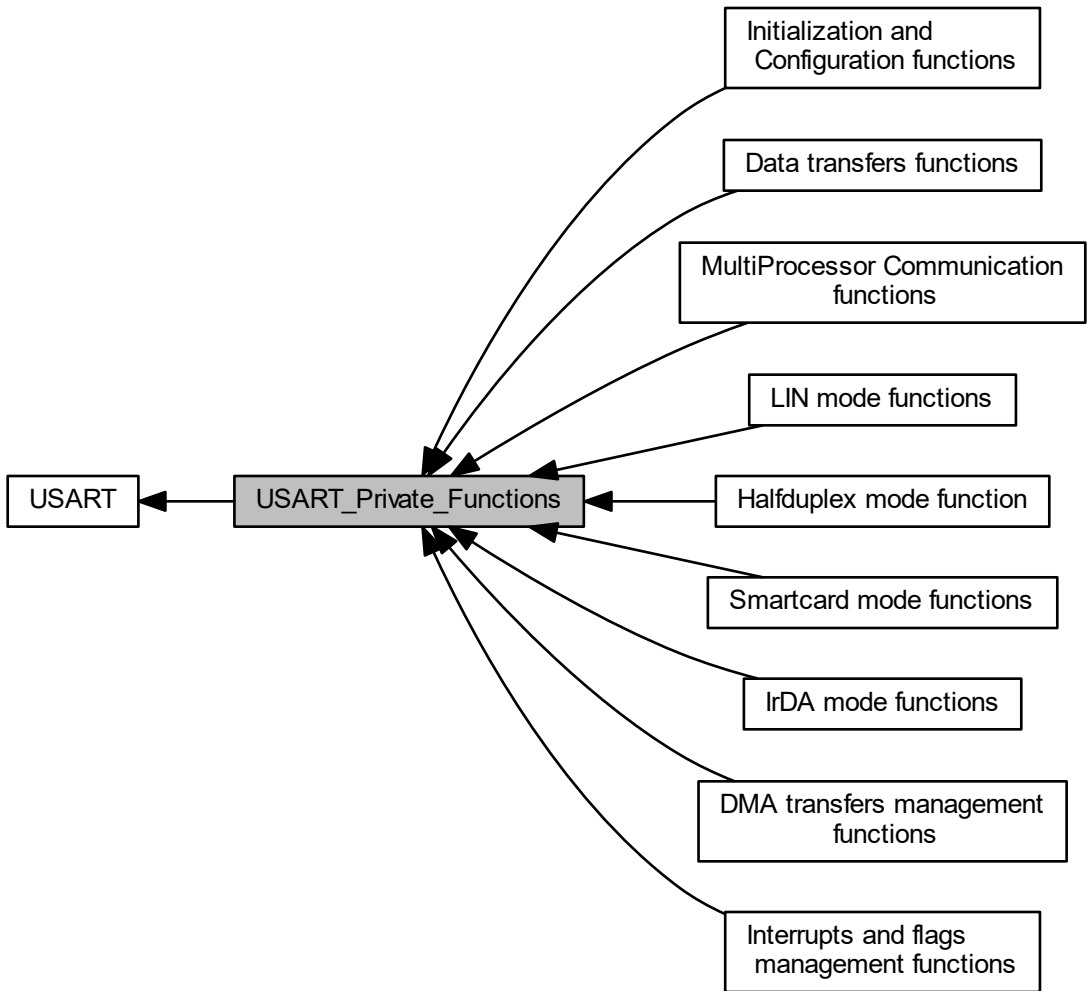 Initialization and
Configuration functions
Data transfers functions
MultiProcessor Communication
functions
LIN mode functions
USART
USART_Private_Functions
Halfduplex mode function
Smartcard mode functions
IrDA mode functions
DMA transfers management
functions
Interrupts and flags
management functions